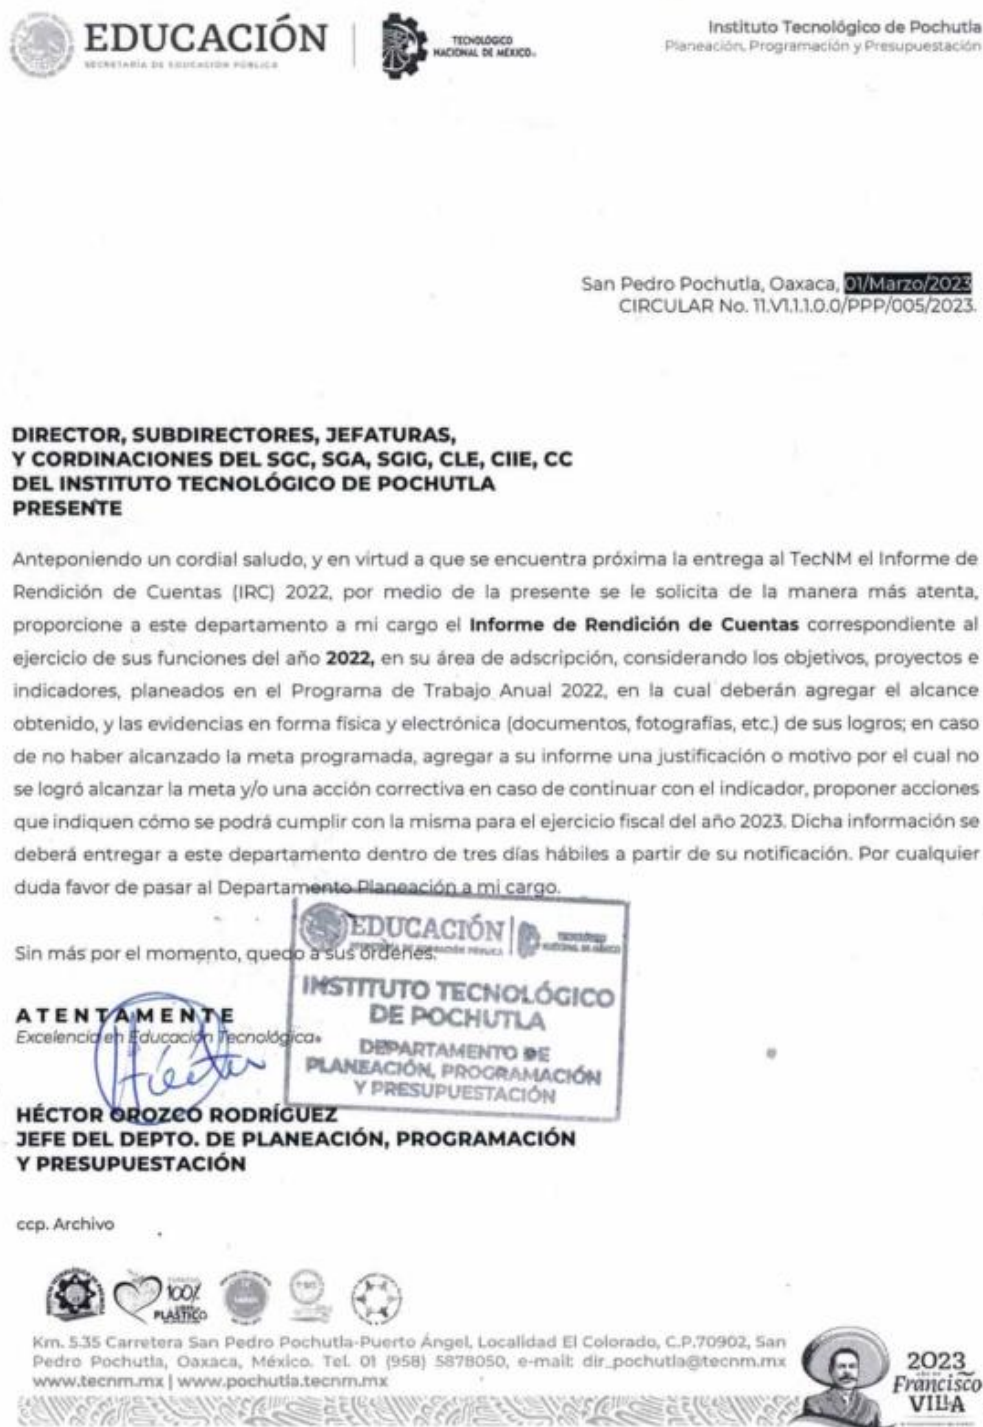 EDUCACIÓN
SECRETARÍA DE EDUCACIÓN PÚBLICA
TECNOLÓGICO
NACIONAL DE MÉXICO®
Instituto Tecnológico de Pochutla
Planeación, Programación y Presupuestación
San Pedro Pochutla, Oaxaca, 01/Marzo/2023
CIRCULAR No. 11.V1.1.1.0.0/PPP/005/2023.
DIRECTOR, SUBDIRECTORES, JEFATURAS,
Y CORDINACIONES DEL SGC, SGA, SGIG, CLE, CIIE, CC
DEL INSTITUTO TECNOLÓGICO DE POCHUTLA
PRESENTE
Anteponiendo un cordial saludo, y en virtud a que se encuentra próxima la entrega al TecNM el Informe de
Rendición de Cuentas (IRC) 2022, por medio de la presente se le solicita de la manera más atenta,
proporcione a este departamento a mi cargo el Informe de Rendición de Cuentas correspondiente al
ejercicio de sus funciones del año 2022, en su área de adscripción, considerando los objetivos, proyectos e
indicadores, planeados en el Programa de Trabajo Anual 2022, en la cual deberán agregar el alcance
obtenido, y las evidencias en forma física y electrónica (documentos, fotografías, etc.) de sus logros; en caso
de no haber alcanzado la meta programada, agregar a su informe una justificación o motivo por el cual no
se logró alcanzar la meta y/o una acción correctiva en caso de continuar con el indicador, proponer acciones
que indiquen cómo se podrá cumplir con la misma para el ejercicio fiscal del año 2023. Dicha información se
deberá entregar a este departamento dentro de tres días hábiles a partir de su notificación. Por cualquier
duda favor de pasar al Departamento Planeación a mi cargo.
Sin más por el momento, quedo a sus órdenes.
EDUCACIÓN
INSTITUTO TECNOLÓGICO
DE POCHUTLA
DEPARTAMENTO DE
PLANEACIÓN, PROGRAMACIÓN
Y PRESUPUESTACIÓN
ATENTAMENTE
Excelencia en Educación Tecnológica®
Héctor
HÉCTOR OROZCO RODRÍGUEZ
JEFE DEL DEPTO. DE PLANEACIÓN, PROGRAMACIÓN
Y PRESUPUESTACIÓN
ccp. Archivo
100%
PLÁSTICO
Km. 5.35 Carretera San Pedro Pochutla-Puerto Ángel, Localidad El Colorado, C.P.70902, San
Pedro Pochutla, Oaxaca, México. Tel. 01 (958) 5878050, e-mail: dir_pochutla@tecnm.mx
www.tecnm.mx | www.pochutla.tecnm.mx
2023
Francisco
VILLA